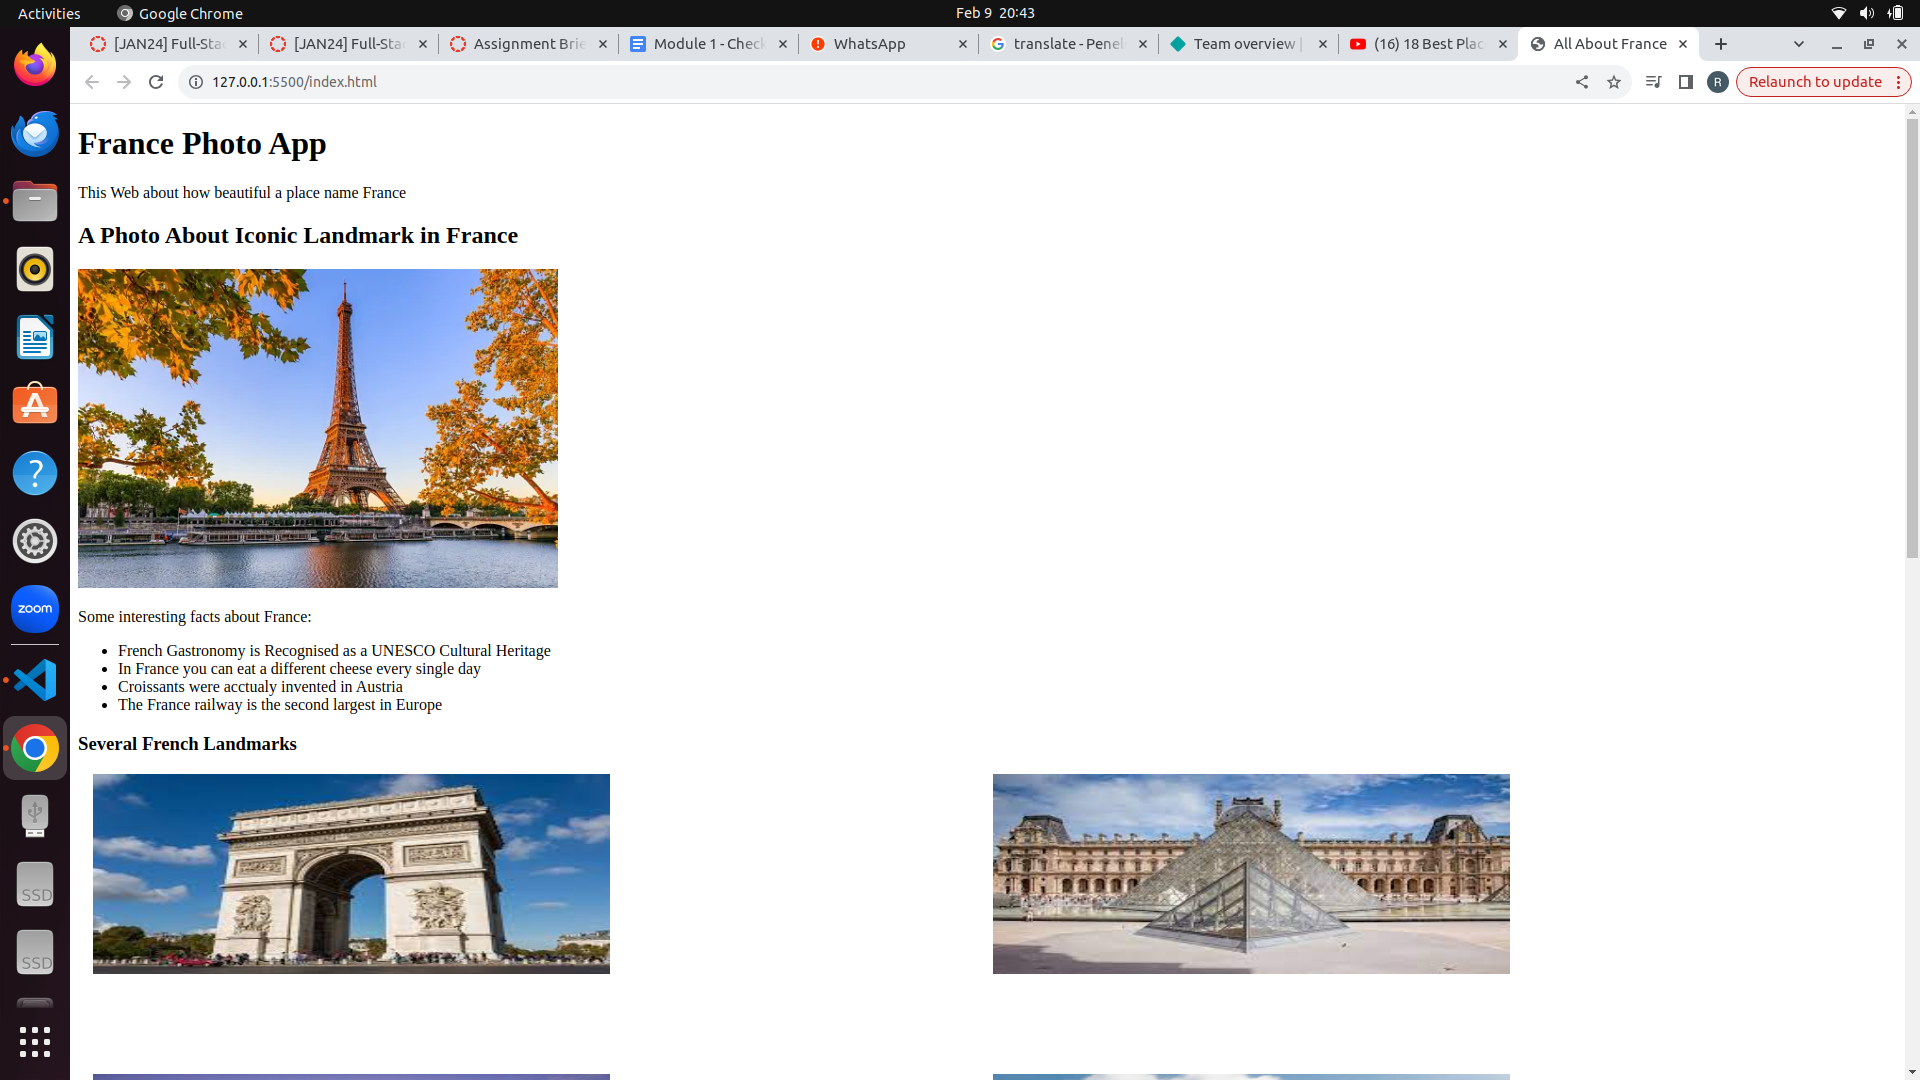 Activities
Google Chrome
Feb 9 20:43
[JAN24] Full-Stac
[JAN24] Full-Stac
Assignment Brie
Module 1 - Check
WhatsApp
translate - Penel
Team overview |
(16) 18 Best Plac
All About France
127.0.0.1:5500/index.html
R
Relaunch to update
France Photo App
This Web about how beautiful a place name France
A Photo About Iconic Landmark in France
Some interesting facts about France:
French Gastronomy is Recognised as a UNESCO Cultural Heritage
In France you can eat a different cheese every single day
Croissants were acctualy invented in Austria
The France railway is the second largest in Europe
Several French Landmarks
zoom
SSD
SSD